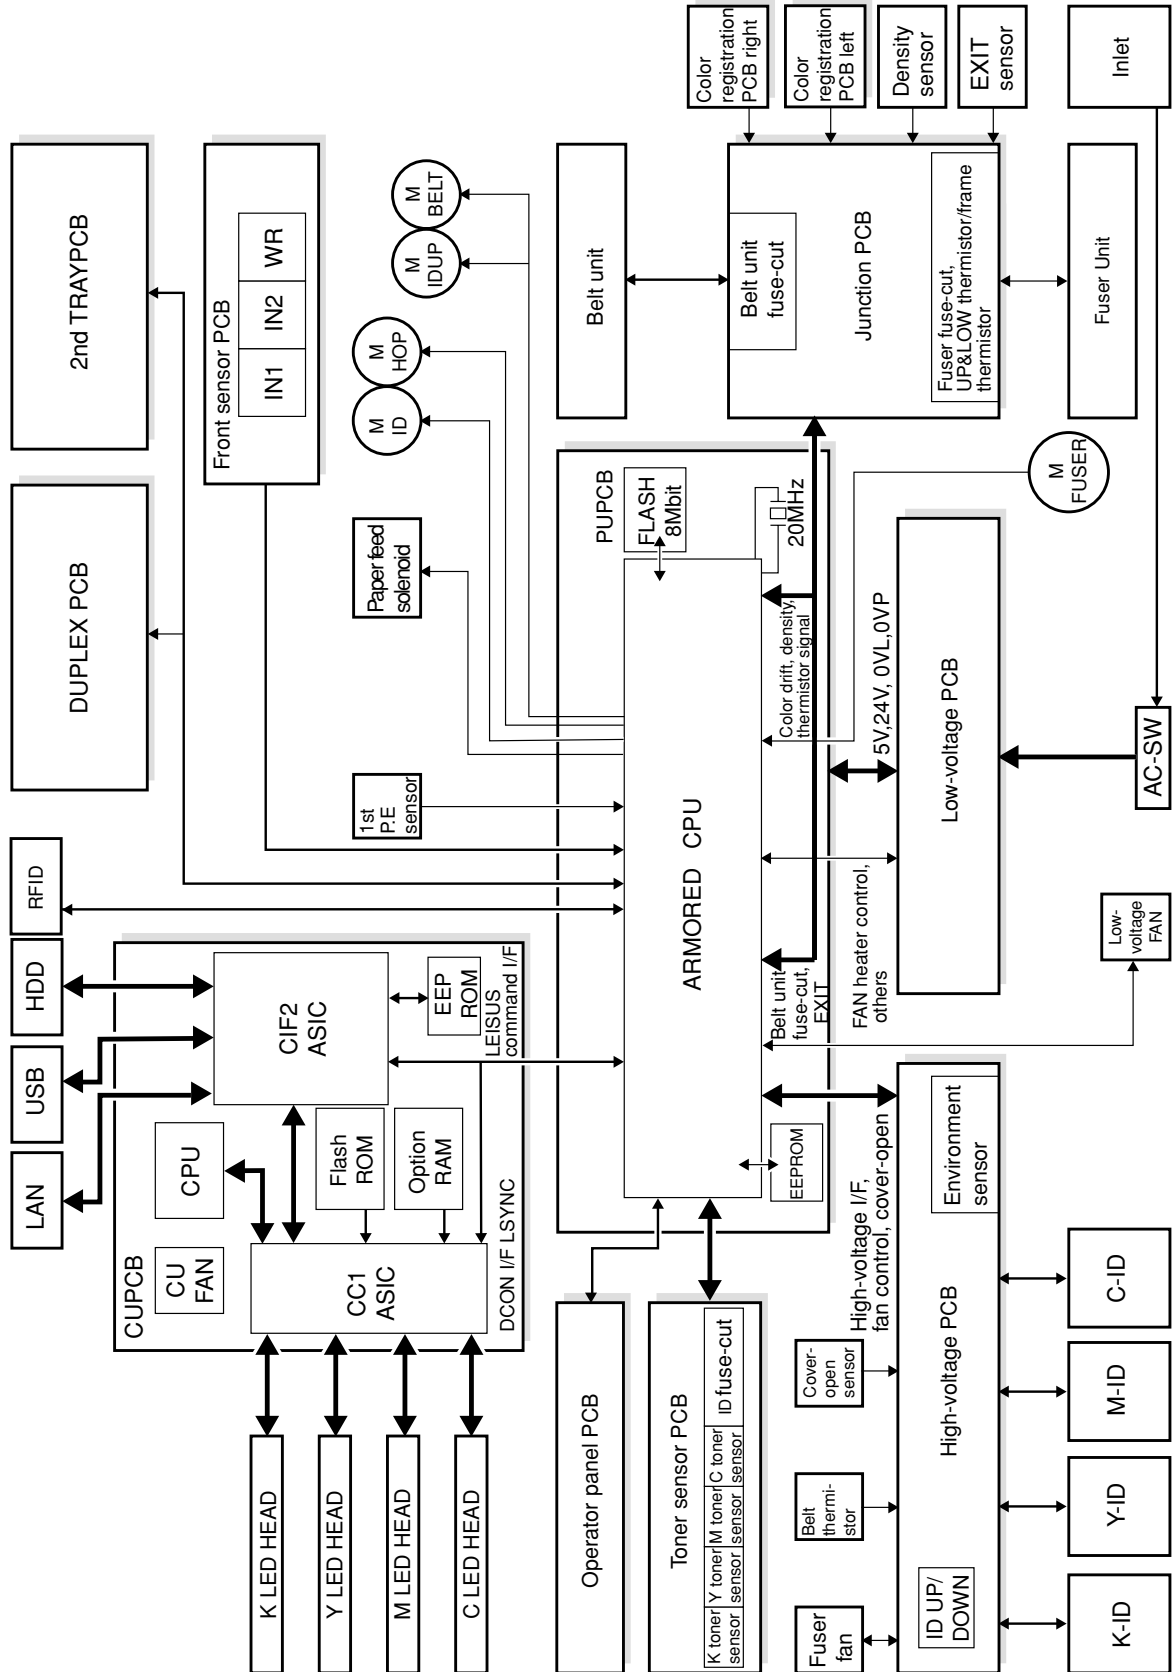 LAN
USB
HDD
RFID
DUPLEX PCB
2nd TRAYPCB
CUPCB
CU
FAN
CPU
CIF2
ASIC
EEP
ROM
LEISUS
command I/F
Flash
ROM
Option
RAM
CC1
ASIC
DCON I/F LSYNC
Front sensor PCB
IN1
IN2
WR
K LED HEAD
Y LED HEAD
M LED HEAD
C LED HEAD
1st
P.E
sensor
Paper feed
solenoid
M
ID
M
HOP
M
IDUP
M
BELT
Operator panel PCB
Toner sensor PCB
K toner
sensor
Y toner
sensor
M toner
sensor
C toner
sensor
ID fuse-cut
PUPCB
FLASH
8Mbit
20MHz
ARMORED CPU
EEPROM
Belt unit
fuse-cut,
EXIT
Color drift, density,
thermistor signal
Belt unit
Belt unit
fuse-cut
Junction PCB
Fuser fuse-cut,
UP&LOW thermistor/frame
thermistor
Color
registration
PCB right
Color
registration
PCB left
Density
sensor
EXIT
sensor
Inlet
Fuser Unit
M
FUSER
Fuser
fan
Belt
thermi-
stor
Cover-
open
sensor
High-voltage I/F,
fan control, cover-open
FAN heater control,
others
5V,24V, 0VL,0VP
ID UP/
DOWN
High-voltage PCB
Environment
sensor
Low-
voltage
FAN
Low-voltage PCB
AC-SW
K-ID
Y-ID
M-ID
C-ID